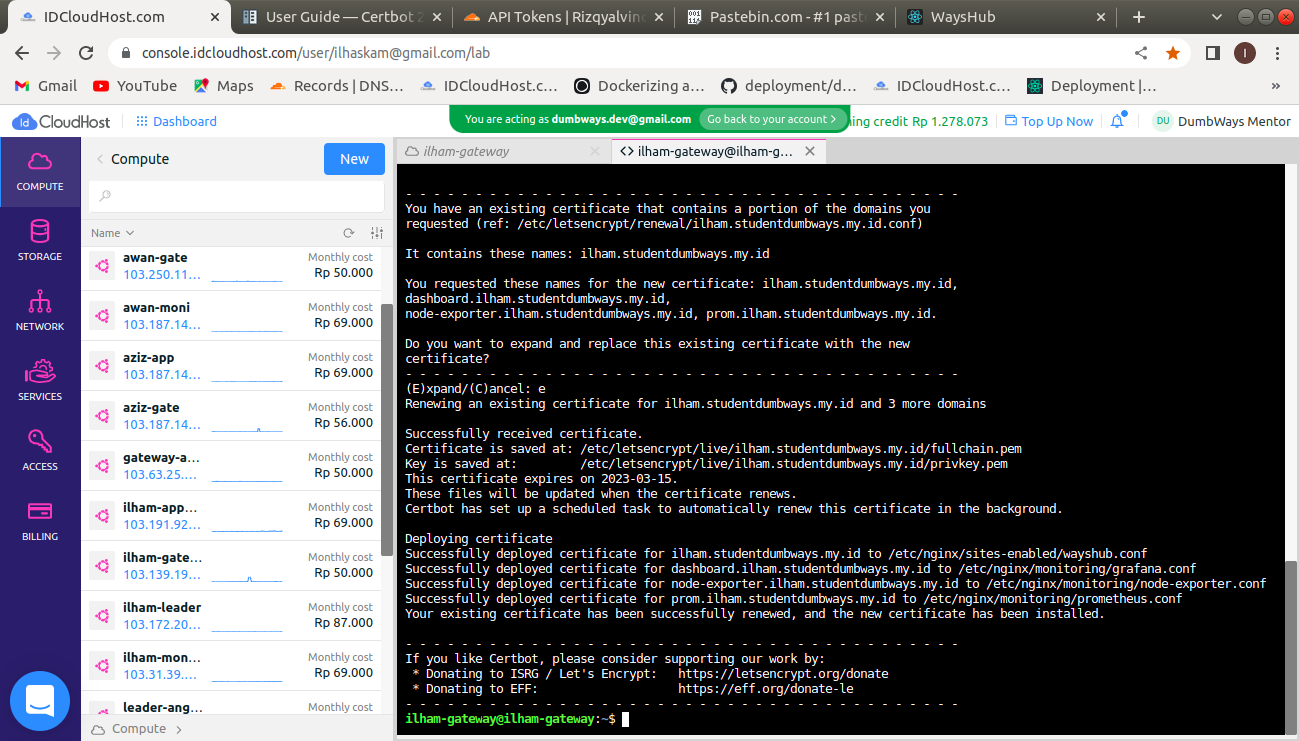 IDCloudHost.com
User Guide — Certbot 2
API Tokens | Rizqyalvin
Pastebin.com - #1 past
WaysHub
console.idcloudhost.com/user/ilhaskam@gmail.com/lab
I
Gmail
YouTube
Maps
Records | DNS…
IDCloudHost.c…
Dockerizing a…
deployment/d…
IDCloudHost.c…
Deployment |…
»
Id CloudHost
Dashboard
You are acting as dumbways.dev@gmail.com
Go back to your account >
ning credit Rp 1.278.073
Top Up Now
DU
DumbWays Mentor
COMPUTE
STORAGE
NETWORK
SERVICES
ACCESS
BILLING
Compute
New
Name
awan-gate
Monthly cost
103.250.11...
Rp 50.000
awan-moni
Monthly cost
103.187.14...
Rp 69.000
aziz-app
Monthly cost
103.187.14...
Rp 69.000
aziz-gate
Monthly cost
103.187.14...
Rp 56.000
gateway-a...
Monthly cost
103.63.25....
Rp 50.000
ilham-app...
Monthly cost
103.191.92...
Rp 69.000
ilham-gate...
Monthly cost
103.139.19...
Rp 50.000
ilham-leader
Monthly cost
103.172.20...
Rp 87.000
ilham-mon...
Monthly cost
103.31.39....
Rp 69.000
leader-ang...
Monthly cost
Compute >
ilham-gateway
ilham-gateway@ilham-g...
- - - - - - - - - - - - - - - - - - - - - - - - - - - - - - - - - - - - - - - -
You have an existing certificate that contains a portion of the domains you
requested (ref: /etc/letsencrypt/renewal/ilham.studentdumbways.my.id.conf)
It contains these names: ilham.studentdumbways.my.id
You requested these names for the new certificate: ilham.studentdumbways.my.id,
dashboard.ilham.studentdumbways.my.id,
node-exporter.ilham.studentdumbways.my.id, prom.ilham.studentdumbways.my.id.
Do you want to expand and replace this existing certificate with the new
certificate?
- - - - - - - - - - - - - - - - - - - - - - - - - - - - - - - - - - - - - - - -
(E)xpand/(C)ancel: e
Renewing an existing certificate for ilham.studentdumbways.my.id and 3 more domains
Successfully received certificate.
Certificate is saved at: /etc/letsencrypt/live/ilham.studentdumbways.my.id/fullchain.pem
Key is saved at: /etc/letsencrypt/live/ilham.studentdumbways.my.id/privkey.pem
This certificate expires on 2023-03-15.
These files will be updated when the certificate renews.
Certbot has set up a scheduled task to automatically renew this certificate in the background.
Deploying certificate
Successfully deployed certificate for ilham.studentdumbways.my.id to /etc/nginx/sites-enabled/wayshub.conf
Successfully deployed certificate for dashboard.ilham.studentdumbways.my.id to /etc/nginx/monitoring/grafana.conf
Successfully deployed certificate for node-exporter.ilham.studentdumbways.my.id to /etc/nginx/monitoring/node-exporter.conf
Successfully deployed certificate for prom.ilham.studentdumbways.my.id to /etc/nginx/monitoring/prometheus.conf
Your existing certificate has been successfully renewed, and the new certificate has been installed.
- - - - - - - - - - - - - - - - - - - - - - - - - - - - - - - - - - - - - - - -
If you like Certbot, please consider supporting our work by:
* Donating to ISRG / Let's Encrypt: https://letsencrypt.org/donate
* Donating to EFF: https://eff.org/donate-le
- - - - - - - - - - - - - - - - - - - - - - - - - - - - - - - - - - - - - - - -
ilham-gateway@ilham-gateway:~$